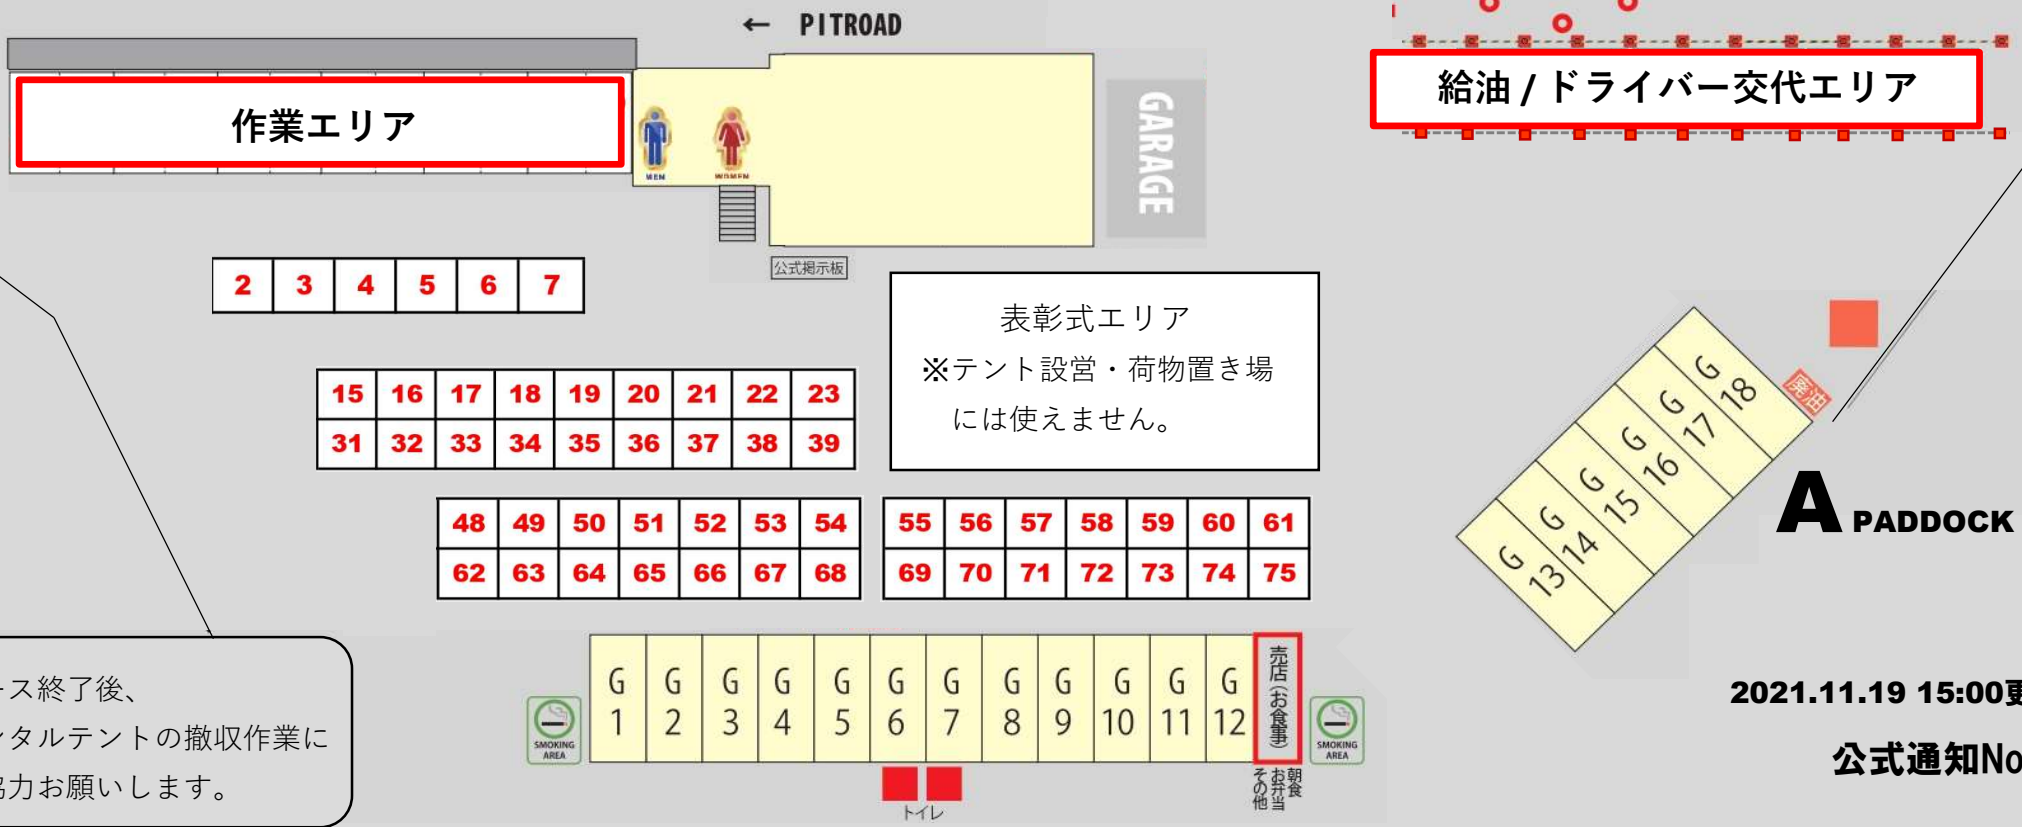 ← PITROAD
作業エリア
MEN
WOMEN
GARAGE
給油 / ドライバー交代エリア
公式掲示板
2 3 4 5 6 7
表彰式エリア
※テント設営・荷物置き場
には使えません。
15 16 17 18 19 20 21 22 23
31 32 33 34 35 36 37 38 39
48 49 50 51 52 53 54
62 63 64 65 66 67 68
55 56 57 58 59 60 61
69 70 71 72 73 74 75
廃油
G 18
G 17
G 16
G 15
G 14
G 13
A PADDOCK
ス終了後、
タルテントの撤収作業に
力お願いします。
SMOKING
AREA
G 1
G 2
G 3
G 4
G 5
G 6
G 7
G 8
G 9
G 10
G 11
G 12
売店(お食事)
SMOKING
AREA
朝食
お弁当
その他
トイレ
2021.11.19 15:00更
公式通知No